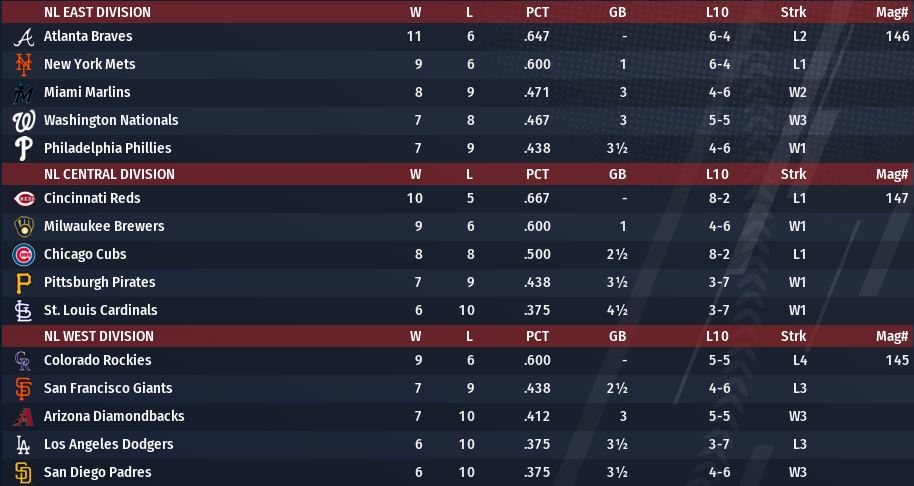 NL EAST DIVISION W L PCT GB L10 Strk Mag#
Atlanta Braves 11 6 .647 - 6-4 L2 146
New York Mets 9 6 .600 1 6-4 L1
Miami Marlins 8 9 .471 3 4-6 W2
Washington Nationals 7 8 .467 3 5-5 W3
Philadelphia Phillies 7 9 .438 3½ 4-6 W1
NL CENTRAL DIVISION W L PCT GB L10 Strk Mag#
Cincinnati Reds 10 5 .667 - 8-2 L1 147
Milwaukee Brewers 9 6 .600 1 4-6 W1
Chicago Cubs 8 8 .500 2½ 8-2 L1
Pittsburgh Pirates 7 9 .438 3½ 3-7 W1
St. Louis Cardinals 6 10 .375 4½ 3-7 W1
NL WEST DIVISION W L PCT GB L10 Strk Mag#
Colorado Rockies 9 6 .600 - 5-5 L4 145
San Francisco Giants 7 9 .438 2½ 4-6 L3
Arizona Diamondbacks 7 10 .412 3 5-5 W3
Los Angeles Dodgers 6 10 .375 3½ 3-7 L3
San Diego Padres 6 10 .375 3½ 4-6 W3